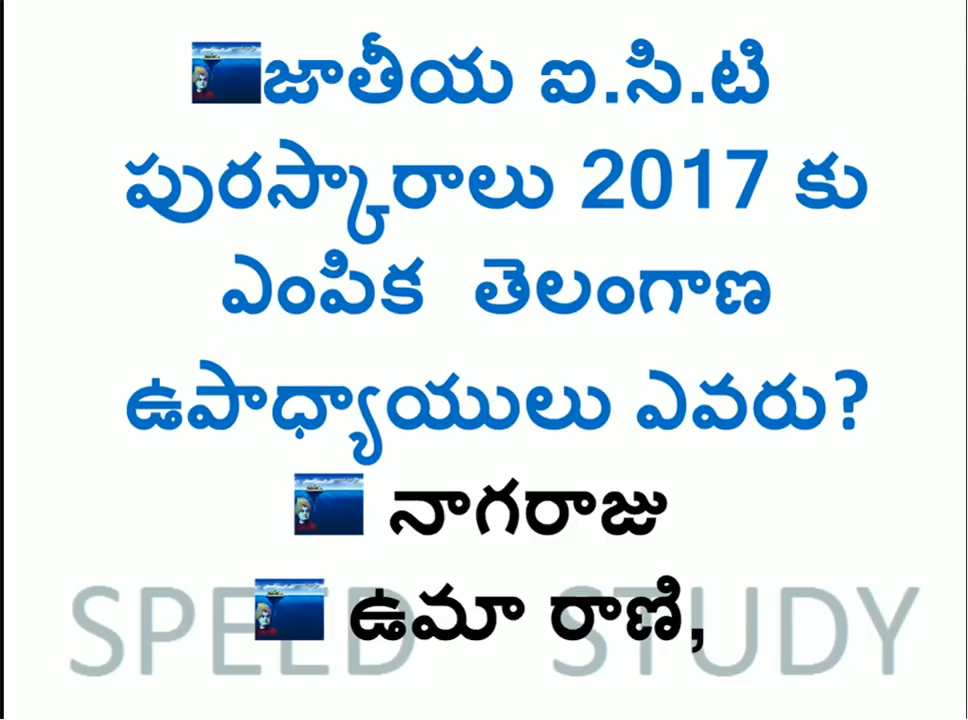 జాతీయ ఐ.సి.టి
పురస్కారాలు 2017 కు
ఎంపిక తెలంగాణ
ఉపాధ్యాయులు ఎవరు?
నాగరాజు
ఉమా రాణి,
SPEED STUDY